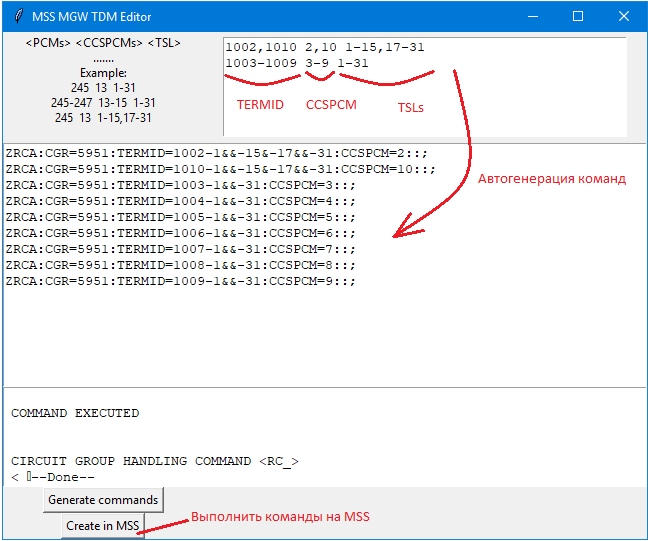 MSS MGW TDM Editor
<PCMs> <CCSPCMs> <TSL>
.......
Example:
245 13 1-31
245-247 13-15 1-31
245 13 1-15,17-31
1002,1010 2,10 1-15,17-31
1003-1009 3-9 1-31
TERMID CCSPCM TSLs
Автогенерация команд
ZRCA:CGR=5951:TERMID=1002-1&&-15&-17&&-31:CCSPCM=2::;
ZRCA:CGR=5951:TERMID=1010-1&&-15&-17&&-31:CCSPCM=10::;
ZRCA:CGR=5951:TERMID=1003-1&&-31:CCSPCM=3::;
ZRCA:CGR=5951:TERMID=1004-1&&-31:CCSPCM=4::;
ZRCA:CGR=5951:TERMID=1005-1&&-31:CCSPCM=5::;
ZRCA:CGR=5951:TERMID=1006-1&&-31:CCSPCM=6::;
ZRCA:CGR=5951:TERMID=1007-1&&-31:CCSPCM=7::;
ZRCA:CGR=5951:TERMID=1008-1&&-31:CCSPCM=8::;
ZRCA:CGR=5951:TERMID=1009-1&&-31:CCSPCM=9::;
COMMAND EXECUTED
CIRCUIT GROUP HANDLING COMMAND <RC_>
< --Done--
Generate commands
Create in MSS
Выполнить команды на MSS